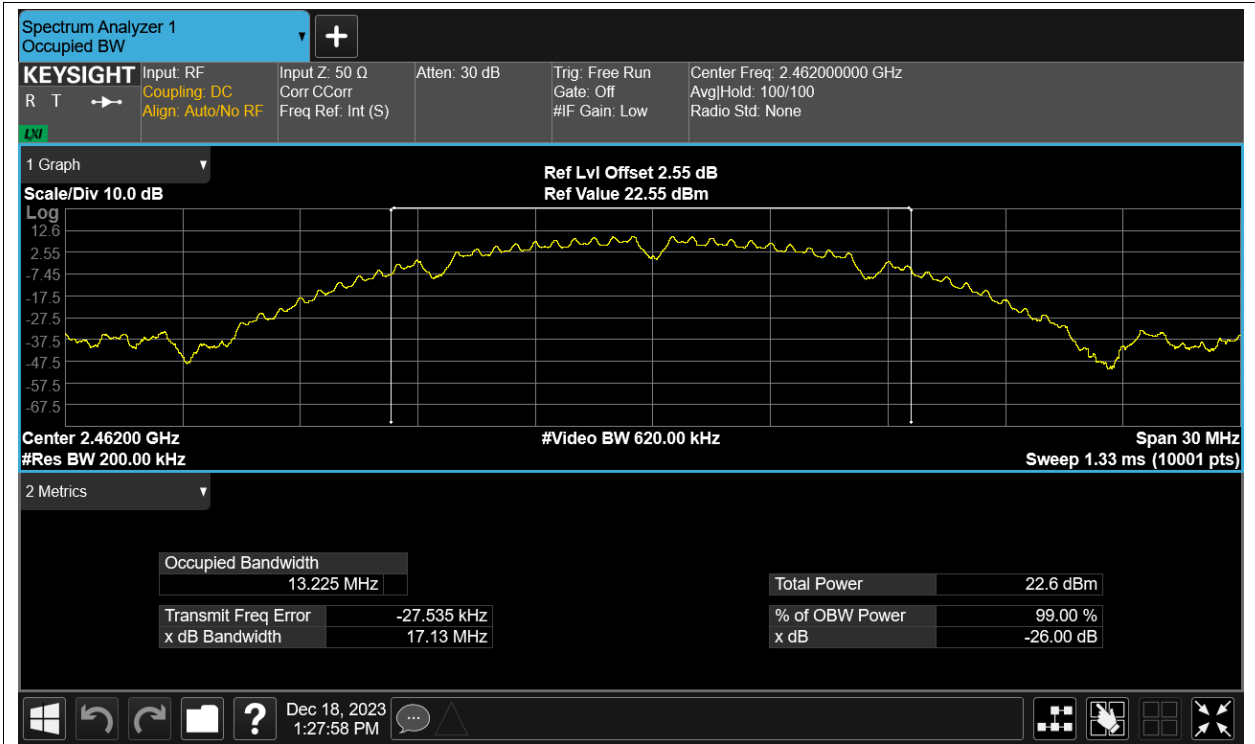 Spectrum Analyzer 1
Occupied BW
KEYSIGHT
R T
LXI
Input: RF
Coupling: DC
Align: Auto/No RF
Input Z: 50 Ω
Corr CCorr
Freq Ref: Int (S)
Atten: 30 dB
Trig: Free Run
Gate: Off
#IF Gain: Low
Center Freq: 2.462000000 GHz
Avg|Hold: 100/100
Radio Std: None
1 Graph
Scale/Div 10.0 dB
Ref Lvl Offset 2.55 dB
Ref Value 22.55 dBm
Log
12.6
2.55
-7.45
-17.5
-27.5
-37.5
-47.5
-57.5
-67.5
Center 2.46200 GHz
#Res BW 200.00 kHz
#Video BW 620.00 kHz
Span 30 MHz
Sweep 1.33 ms (10001 pts)
2 Metrics
Occupied Bandwidth
13.225 MHz
Transmit Freq Error -27.535 kHz
x dB Bandwidth 17.13 MHz
Total Power 22.6 dBm
% of OBW Power 99.00 %
x dB -26.00 dB
?
Dec 18, 2023
1:27:58 PM